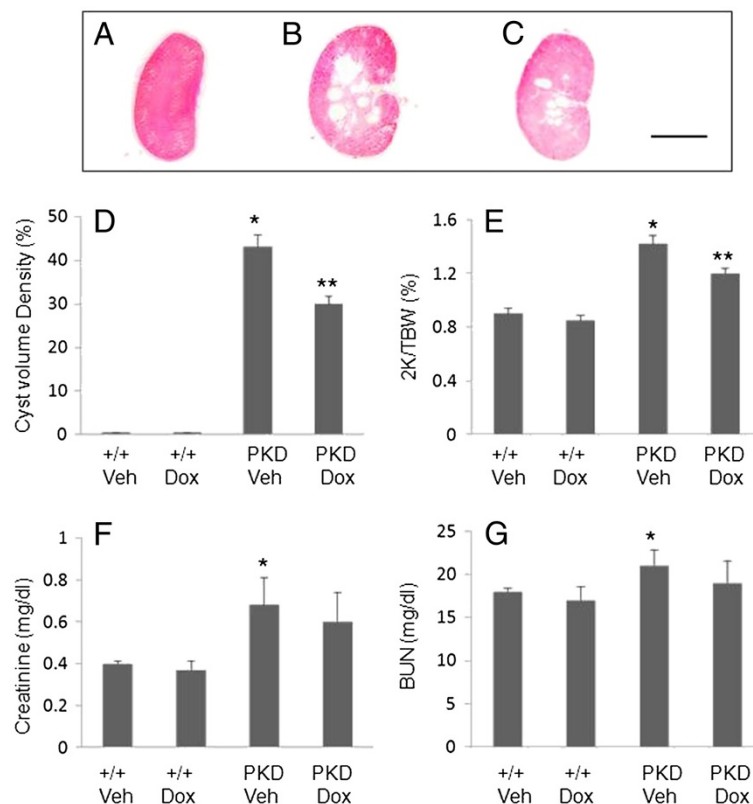 A B C
D
Cyst volume Density (%)
50
*
40
**
30
20
10
0
+/+ +/+ PKD PKD
Veh Dox Veh Dox
E
2K/TBW (%)
1.6
*
**
1.2
0.8
0.4
0
+/+ +/+ PKD PKD
Veh Dox Veh Dox
F
Creatinine (mg/dl)
1
*
0.8
0.6
0.4
0.2
0
+/+ +/+ PKD PKD
Veh Dox Veh Dox
G
BUN (mg/dl)
25
*
20
15
10
5
0
+/+ +/+ PKD PKD
Veh Dox Veh Dox